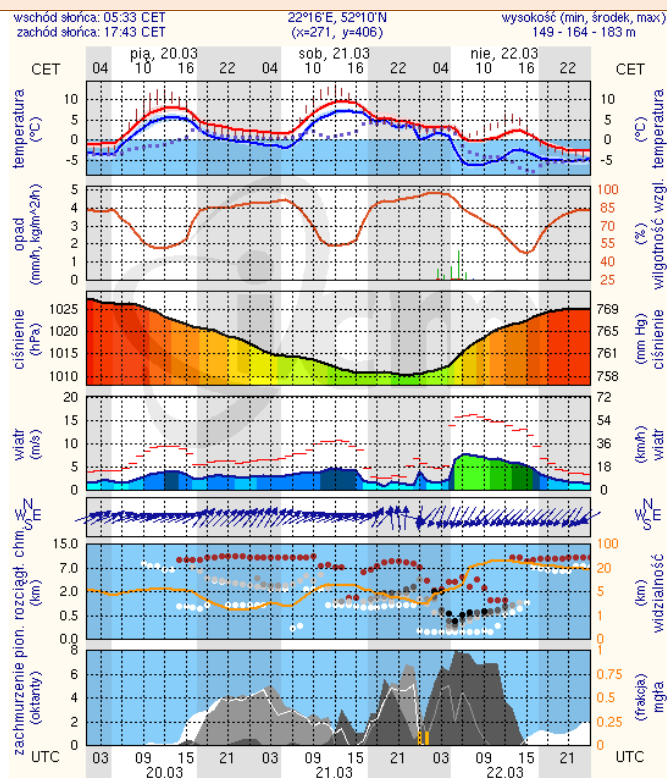 wschód słońca: 05:33 CET 22°16'E, 52°10'N wysokość (min, środek, max)
zachód słońca: 17:43 CET (x=271, y=406) 149 - 164 - 183 m
pią, 20.03 sob, 21.03 nie, 22.03
CET 04 10 16 22 04 10 16 22 04 10 16 22 CET
temperatura (°C)
10
5
0
-5
10
5
0
-5
temperatura (°C)
opad (mm/h, kg/m^2/h)
5
4
3
2
1
0
100
85
70
55
40
25
wilgotność wzgl. (%)
ciśnienie (hPa)
1025
1020
1015
1010
769
765
761
758
(mm Hg) ciśnienie
wiatr (m/s)
20
15
10
5
0
72
54
36
18
0
(km/h) wiatr
N
W E
S
N
W E
S
pion. rozciągł. chm. (km)
15.0
7.0
2.0
0.5
0.0
100
20
5
1
0
(km) widzialność
zachmurzenie (oktanty)
8
6
4
2
0
1
0.75
0.5
0.25
0
(frakcja) mgła
UTC 03 09 15 21 03 09 15 21 03 09 15 21 UTC
20.03 21.03 22.03
icm